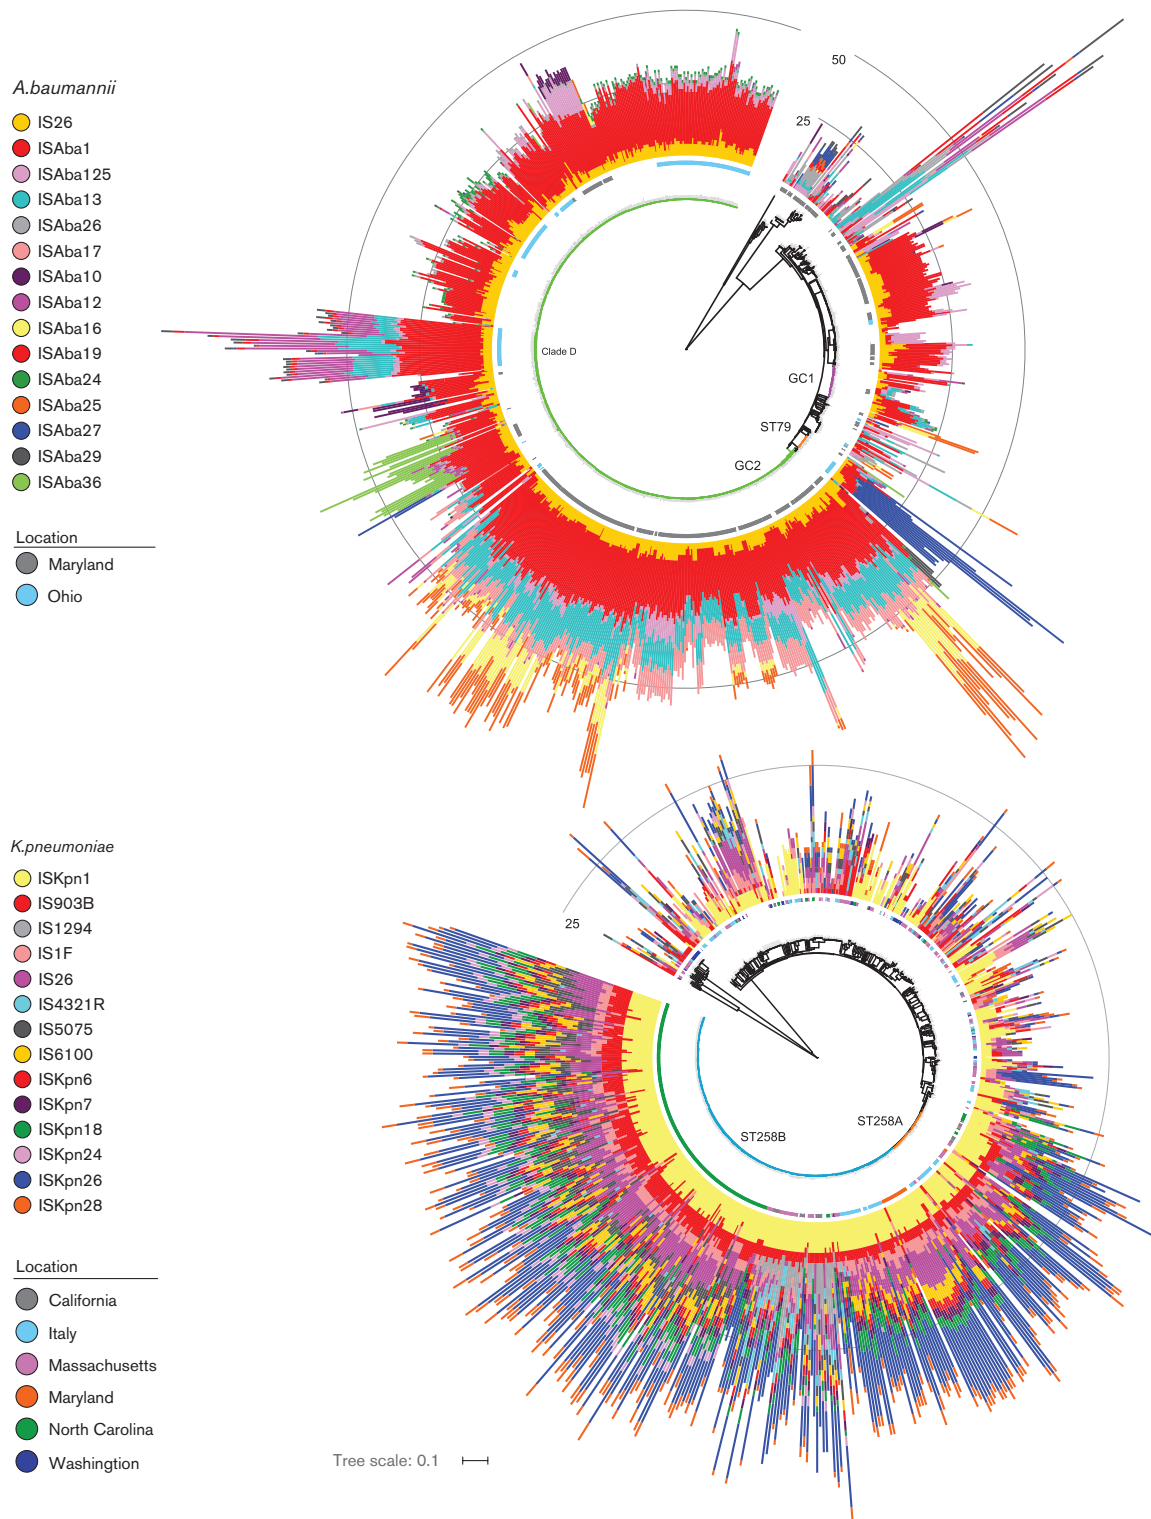 A.baumannii
IS26
ISAba1
ISAba125
ISAba13
ISAba26
ISAba17
ISAba10
ISAba12
ISAba16
ISAba19
ISAba24
ISAba25
ISAba27
ISAba29
ISAba36
Location
Maryland
Ohio
50
25
Clade D
GC1
ST79
GC2
K.pneumoniae
ISKpn1
IS903B
IS1294
IS1F
IS26
IS4321R
IS5075
IS6100
ISKpn6
ISKpn7
ISKpn18
ISKpn24
ISKpn26
ISKpn28
Location
California
Italy
Massachusetts
Maryland
North Carolina
Washington
25
ST258A
ST258B
Tree scale: 0.1